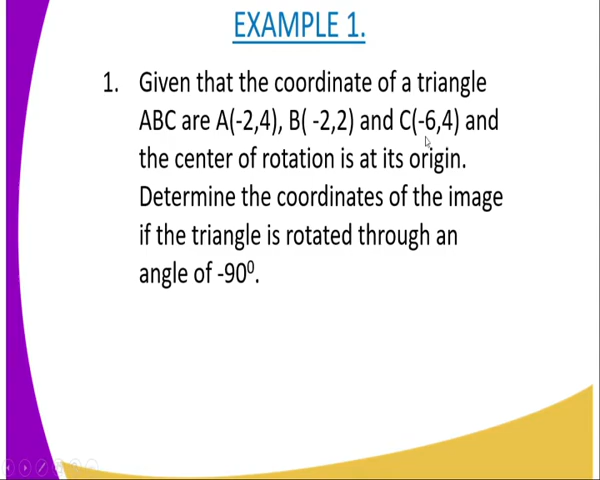 EXAMPLE 1.
1. Given that the coordinate of a triangle
ABC are A(-2,4), B( -2,2) and C(-6,4) and
the center of rotation is at its origin.
Determine the coordinates of the image
if the triangle is rotated through an
angle of -90⁰.